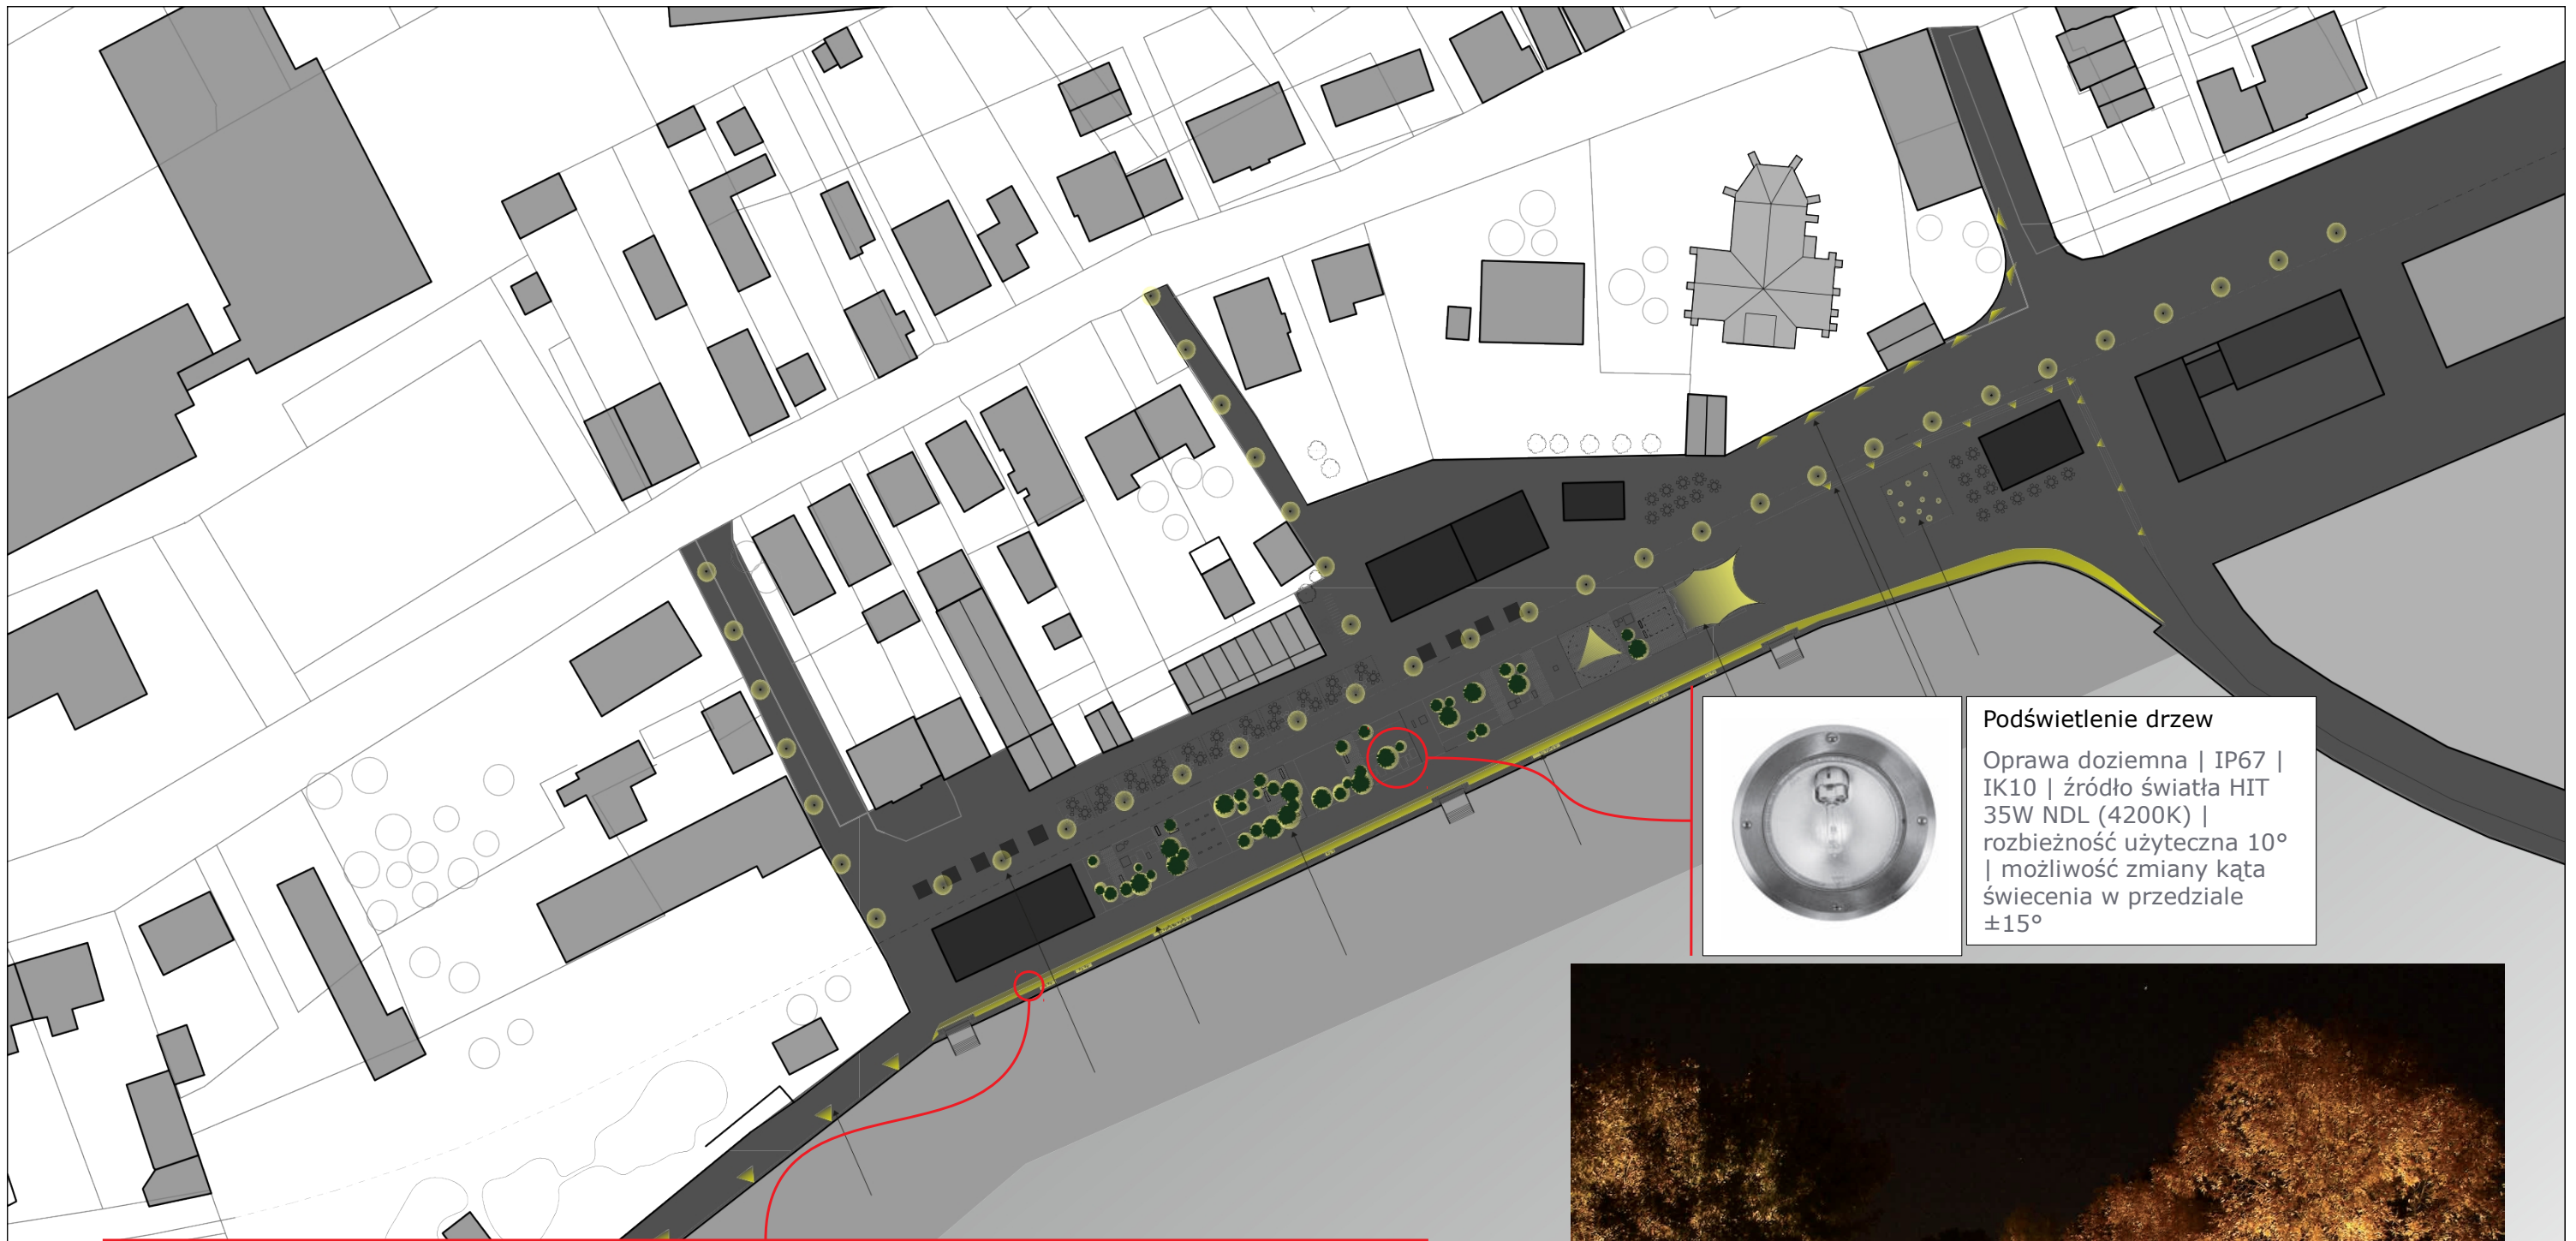 Podświetlenie drzew
Oprawa doziemna | IP67 |
IK10 | źródło światła HIT
35W NDL (4200K) |
rozbieżność użyteczna 10°
| możliwość zmiany kąta
świecenia w przedziale
±15°